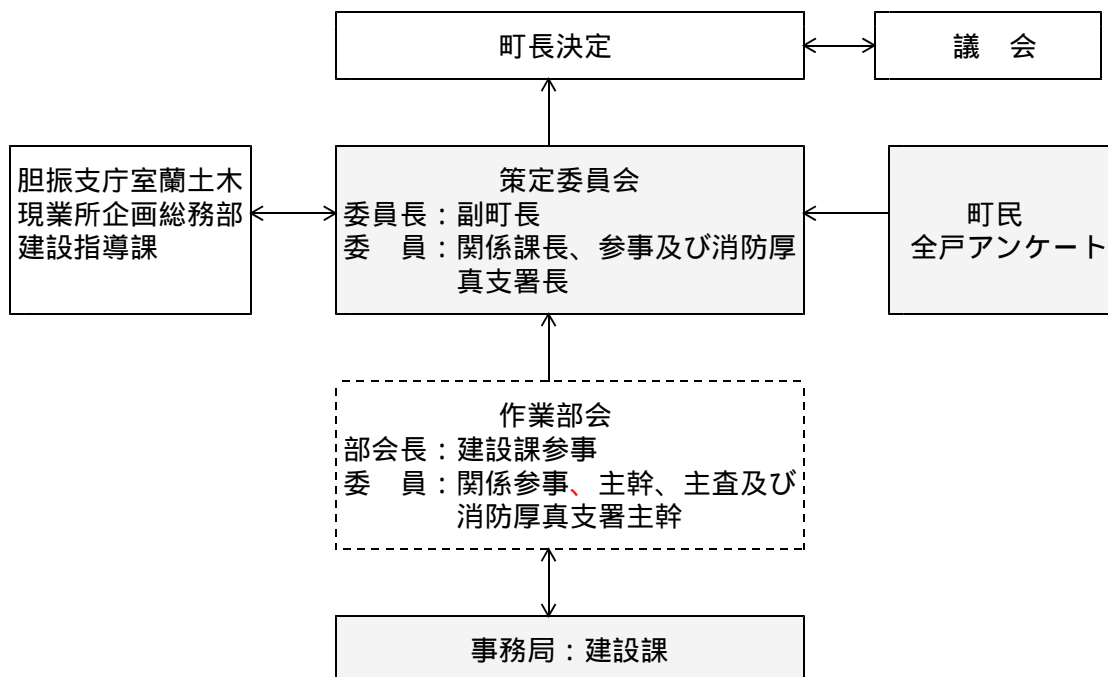 町長決定
議　会
胆振支庁室蘭土木
現業所企画総務部
建設指導課
策定委員会
委員長：副町長
委　員：関係課長、参事及び消防厚
真支署長
町民
全戸アンケート
作業部会
部会長：建設課参事
委　員：関係参事、主幹、主査及び
消防厚真支署主幹
事務局：建設課